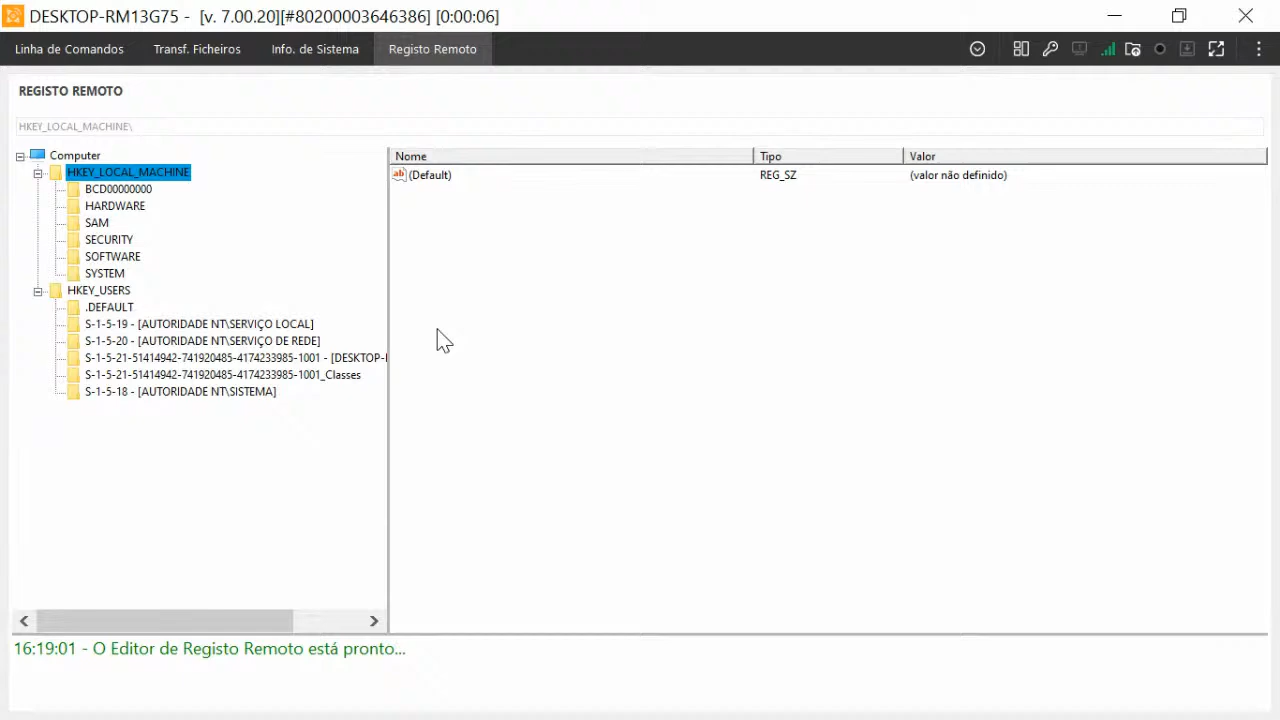 DESKTOP-RM13G75 - [v. 7.00.20][#80200003646386] [0:00:06]
Linha de Comandos Transf. Ficheiros Info. de Sistema Registo Remoto
REGISTO REMOTO
HKEY_LOCAL_MACHINE\
Computer
HKEY_LOCAL_MACHINE
BCD00000000
HARDWARE
SAM
SECURITY
SOFTWARE
SYSTEM
HKEY_USERS
.DEFAULT
S-1-5-19 - [AUTORIDADE NT\SERVIÇO LOCAL]
S-1-5-20 - [AUTORIDADE NT\SERVIÇO DE REDE]
S-1-5-21-51414942-741920485-4174233985-1001 - [DESKTOP-
S-1-5-21-51414942-741920485-4174233985-1001_Classes
S-1-5-18 - [AUTORIDADE NT\SISTEMA]
Nome Tipo Valor
(Default) REG_SZ (valor não definido)
16:19:01 - O Editor de Registo Remoto está pronto...